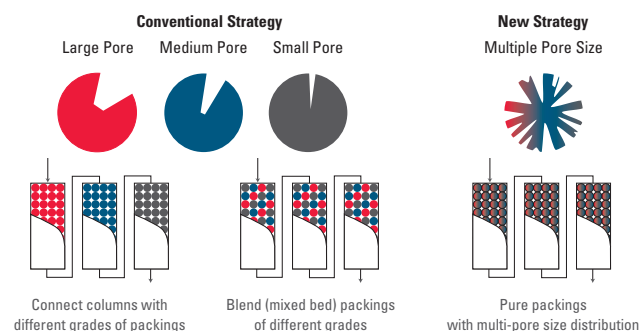 Conventional Strategy
New Strategy
Large Pore
Medium Pore
Small Pore
Multiple Pore Size
Connect columns with
different grades of packings
Blend (mixed bed) packings
of different grades
Pure packings
with multi-pore size distribution